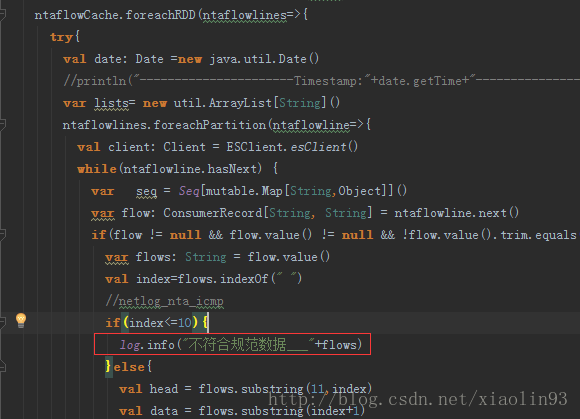 ntaflowCache.foreachRDD(ntaflowlines=>{
try{
val date: Date =new java.util.Date()
//println("----------------------Timestamp:"+date.getTime+"---------------
var lists= new util.ArrayList[String]()
ntaflowlines.foreachPartition(ntaflowline=>{
val client: Client = ESClient.esClient()
while(ntaflowline.hasNext) {
var   seq = Seq[mutable.Map[String,Object]]()
var flow: ConsumerRecord[String, String] = ntaflowline.next()
if(flow != null && flow.value() != null && !flow.value().trim.equals
var flows: String = flow.value()
val index=flows.indexOf(" ")
//netlog_nta_icmp
if(index<=10){
log.info("不符合规范数据___"+flows)
}else{
val head = flows.substring(11,index)
val data = flows.substring(index+1)
http://blog.csdn.net/xiaolin93